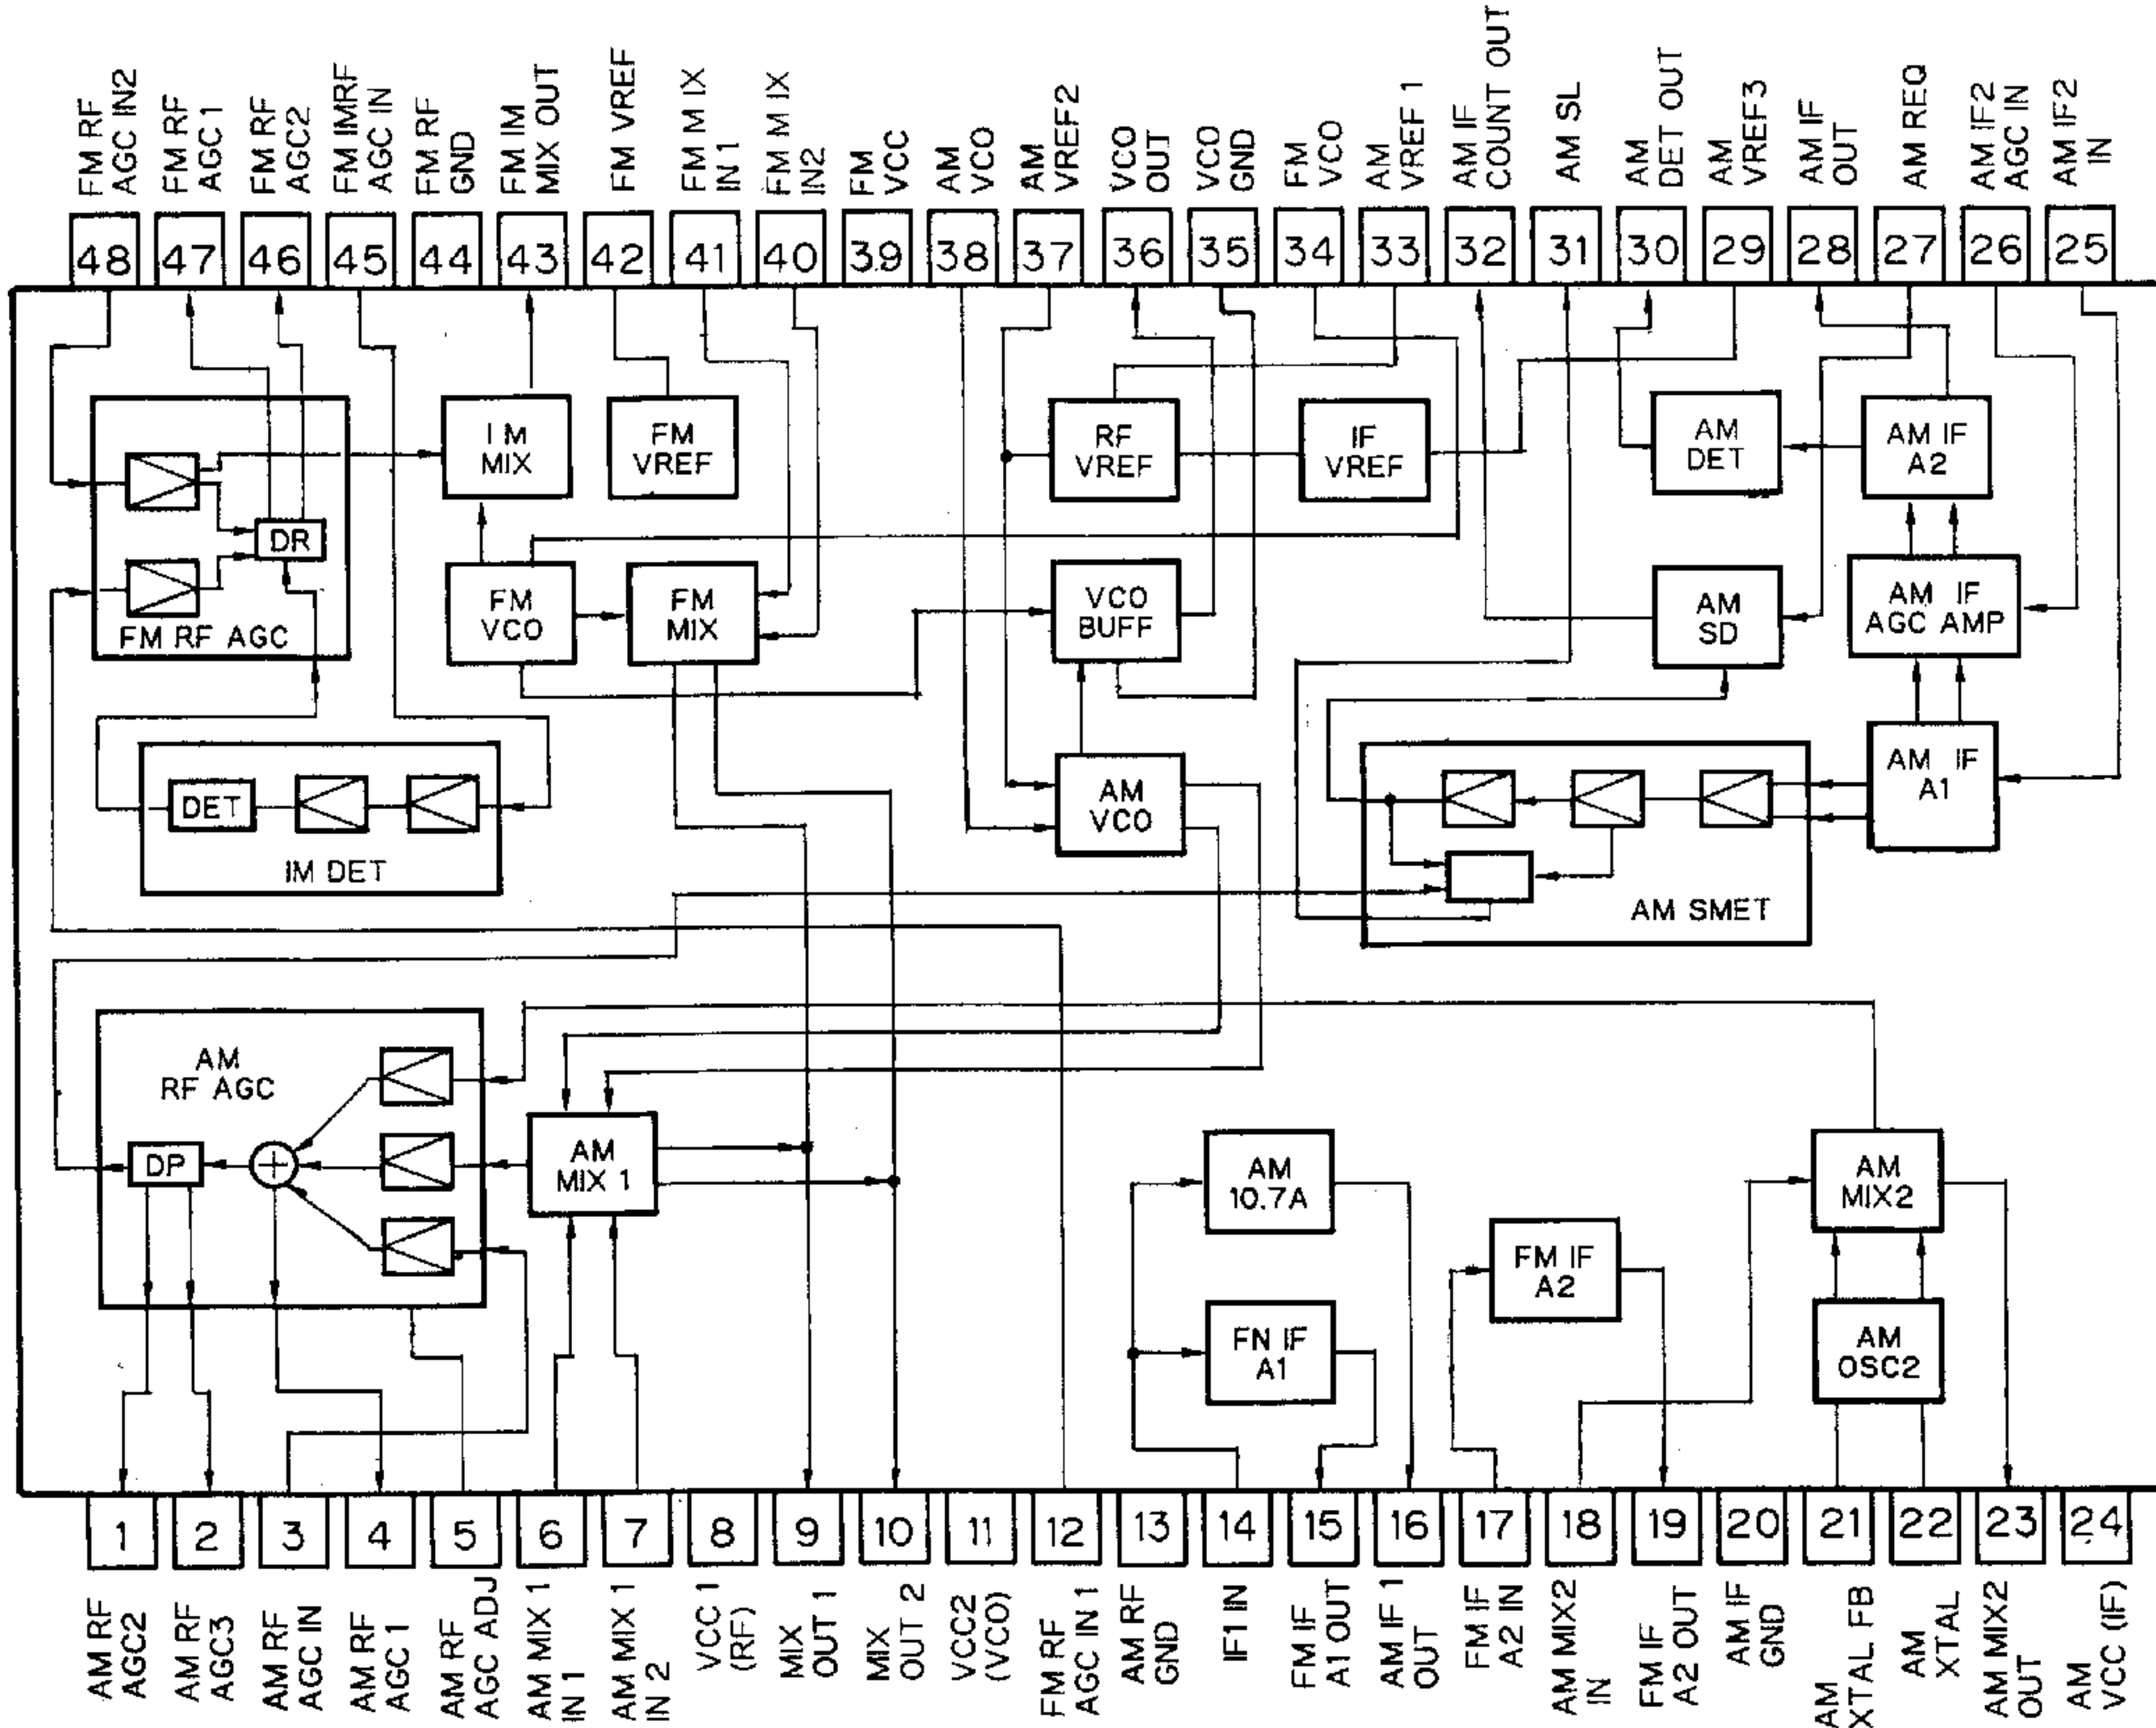 FM RF
AGC IN2
FM RF
AGC 1
FM RF
AGC2
FM IMRF
AGC IN
FM RF
GND
FM IM
MIX OUT
FM VREF
FM M IX
IN 1
FM M IX
IN2
FM
VCC
AM
VCO
AM
VREF2
VCO
OUT
VCO
GND
FM
VCO
AM
VREF 1
AM IF
COUNT OUT
AM SL
AM
DET OUT
AM
VREF3
AM IF
OUT
AM REQ
AM IF2
AGC IN
AM IF2
IN
48
47
46
45
44
43
42
41
40
39
38
37
36
35
34
33
32
31
30
29
28
27
26
25
I M
MIX
FM
VREF
RF
VREF
IF
VREF
AM
DET
AM IF
A2
DR
FM RF AGC
FM
VCO
FM
MIX
VCO
BUFF
AM
SD
AM IF
AGC AMP
DET
IM DET
AM
VCO
AM IF
A1
AM SMET
AM
RF AGC
DP
AM
MIX 1
AM
10.7A
FM IF
A2
AM
MIX2
FN IF
A1
AM
OSC2
1
2
3
4
5
6
7
8
9
10
11
12
13
14
15
16
17
18
19
20
21
22
23
24
AM RF
AGC2
AM RF
AGC3
AM RF
AGC IN
AM RF
AGC 1
AM RF
AGC ADJ
AM MIX 1
IN 1
AM MIX 1
IN 2
VCC 1
(RF)
MIX
OUT 1
MIX
OUT 2
VCC2
(VCO)
FM RF
AGC IN 1
AM RF
GND
IF1 IN
FM IF
A1 OUT
AM IF 1
OUT
FM IF
A2 IN
AM MIX2
IN
FM IF
A2 OUT
AM IF
GND
AM
XTAL FB
AM
XTAL
AM MIX2
OUT
AM
VCC (IF)